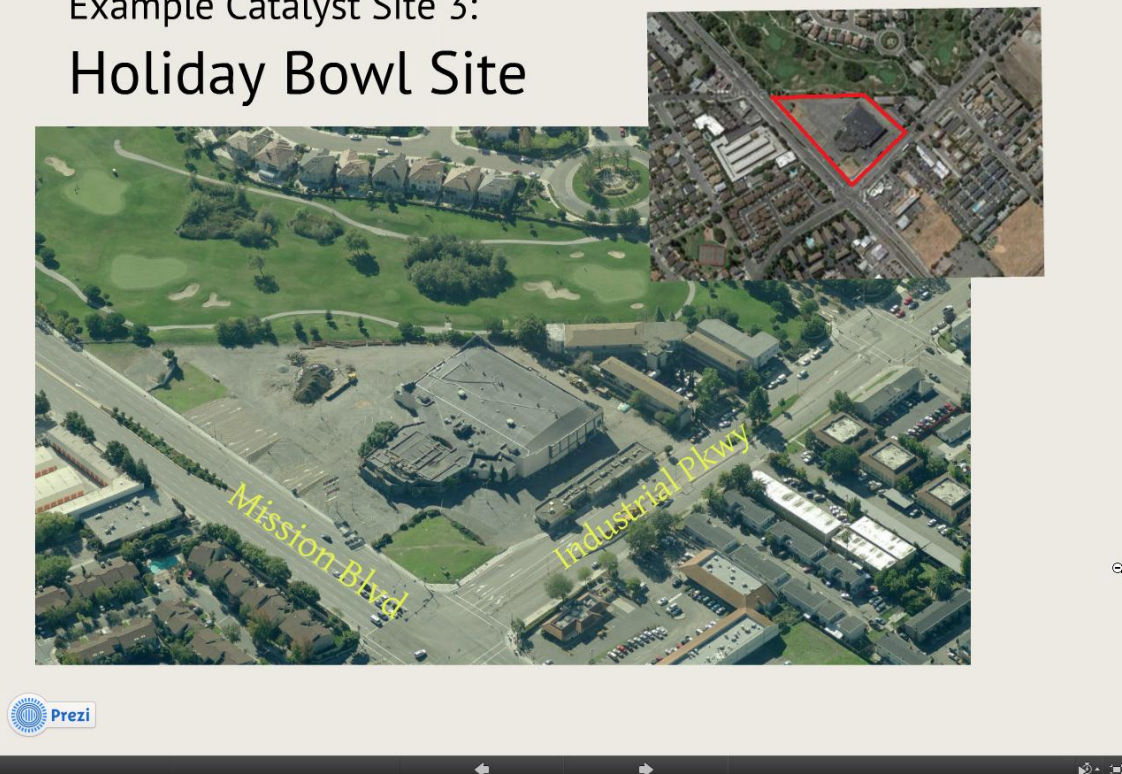 Example Catalyst Site 3:
Holiday Bowl Site
Mission Blvd
Industrial Pkwy
Prezi